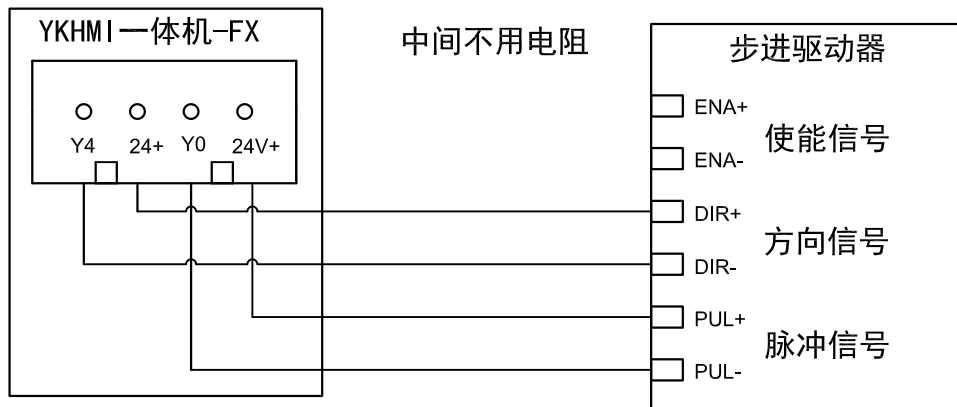 YKHMI一体机-FX
中间不用电阻
步进驱动器
Y4 24+ Y0 24V+
ENA+
使能信号
ENA-
DIR+
方向信号
DIR-
PUL+
脉冲信号
PUL-